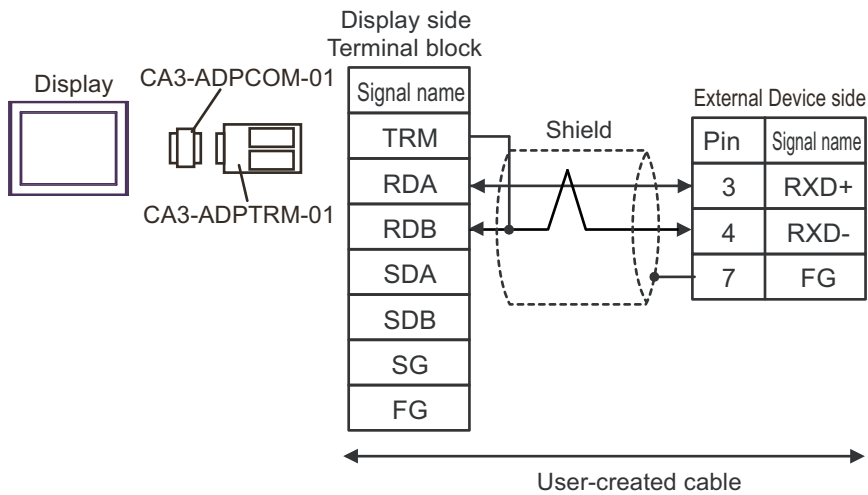 Display side
Terminal block
Display
CA3-ADPCOM-01
CA3-ADPTRM-01
Signal name
TRM
RDA
RDB
SDA
SDB
SG
FG
Shield
External Device side
Pin Signal name
3 RXD+
4 RXD-
7 FG
User-created cable